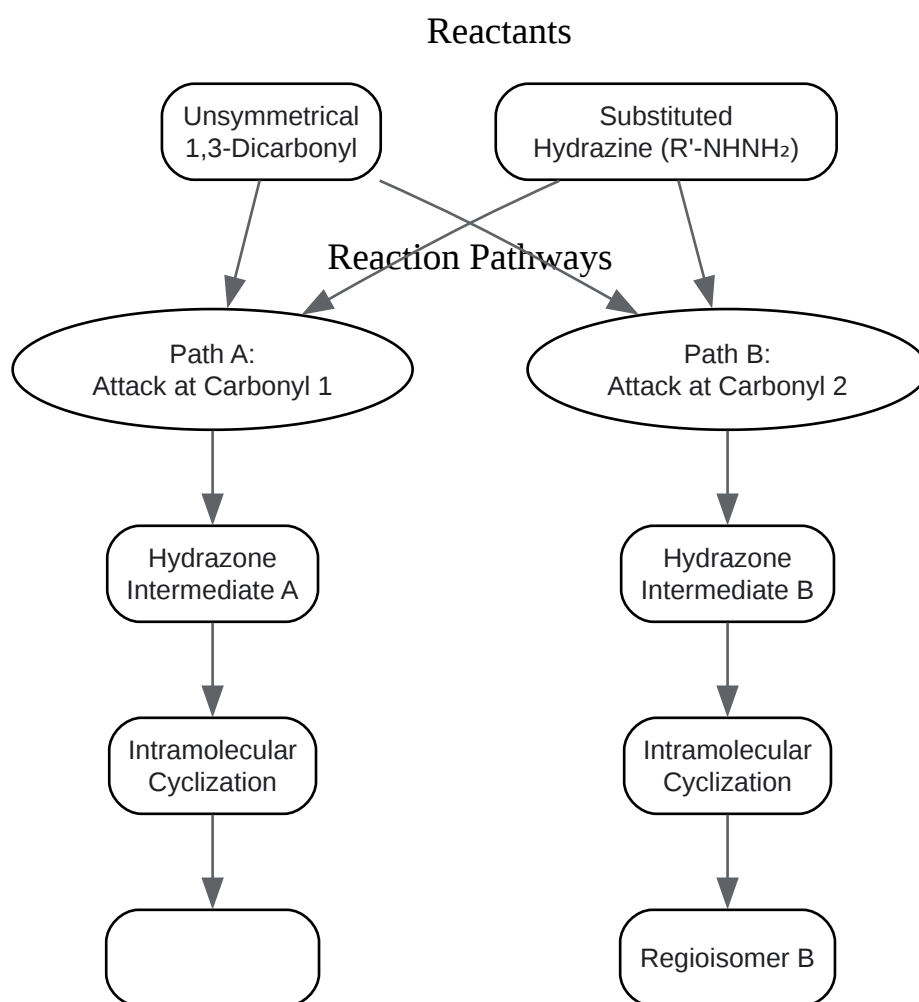 Reactants
Unsymmetrical
1,3-Dicarbonyl
Substituted
Hydrazine (R'-NHNH₂)
Reaction Pathways
Path A:
Attack at Carbonyl 1
Path B:
Attack at Carbonyl 2
Hydrazone
Intermediate A
Hydrazone
Intermediate B
Intramolecular
Cyclization
Intramolecular
Cyclization
Regioisomer B